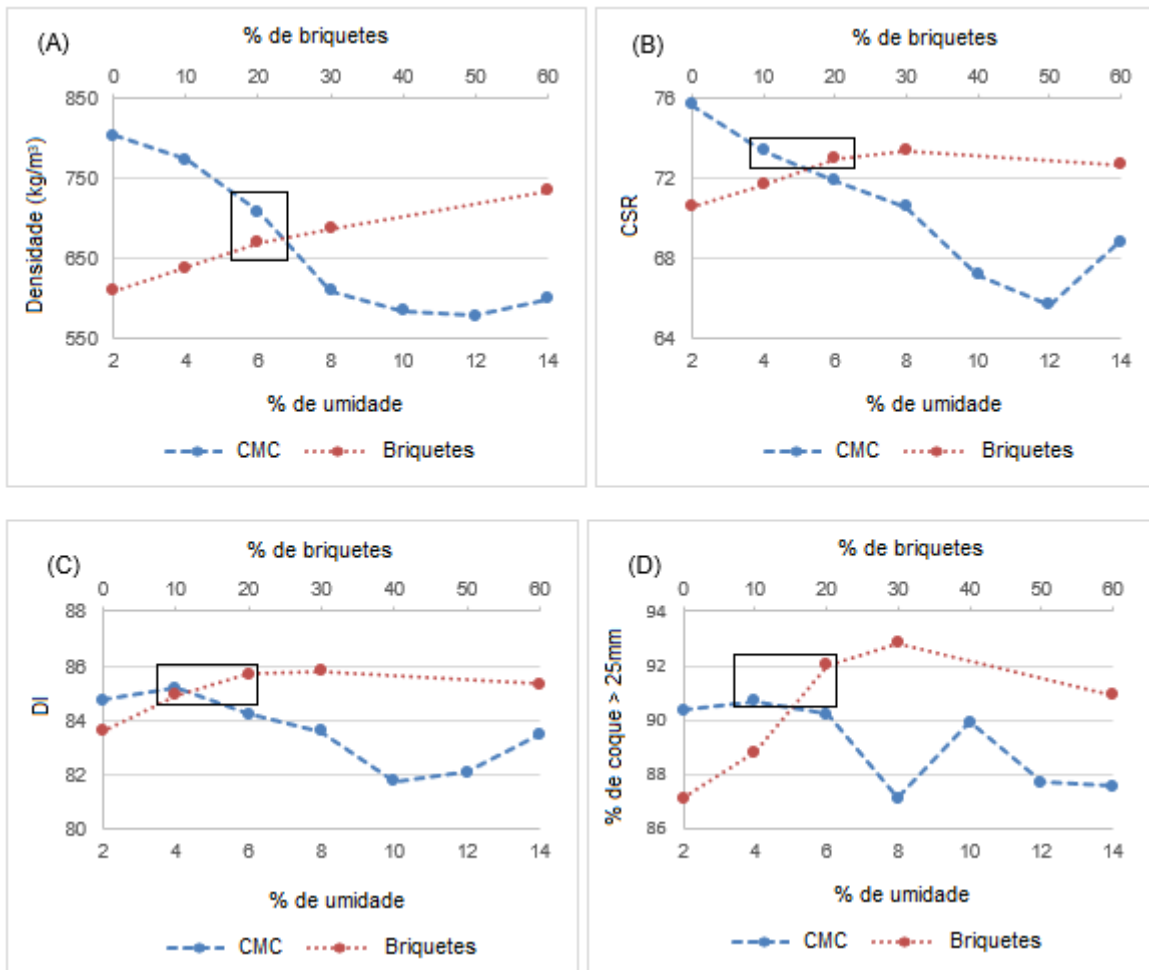 (A)
% de briquetes
0 10 20 30 40 50 60
850
750
650
550
Densidade (kg/m³)
2 4 6 8 10 12 14
% de umidade
CMC Briquetes
(B)
% de briquetes
0 10 20 30 40 50 60
76
72
68
64
CSR
2 4 6 8 10 12 14
% de umidade
CMC Briquetes
(C)
% de briquetes
0 10 20 30 40 50 60
88
86
84
82
80
DI
2 4 6 8 10 12 14
% de umidade
CMC Briquetes
(D)
% de briquetes
0 10 20 30 40 50 60
94
92
90
88
86
% de coque > 25mm
2 4 6 8 10 12 14
% de umidade
CMC Briquetes